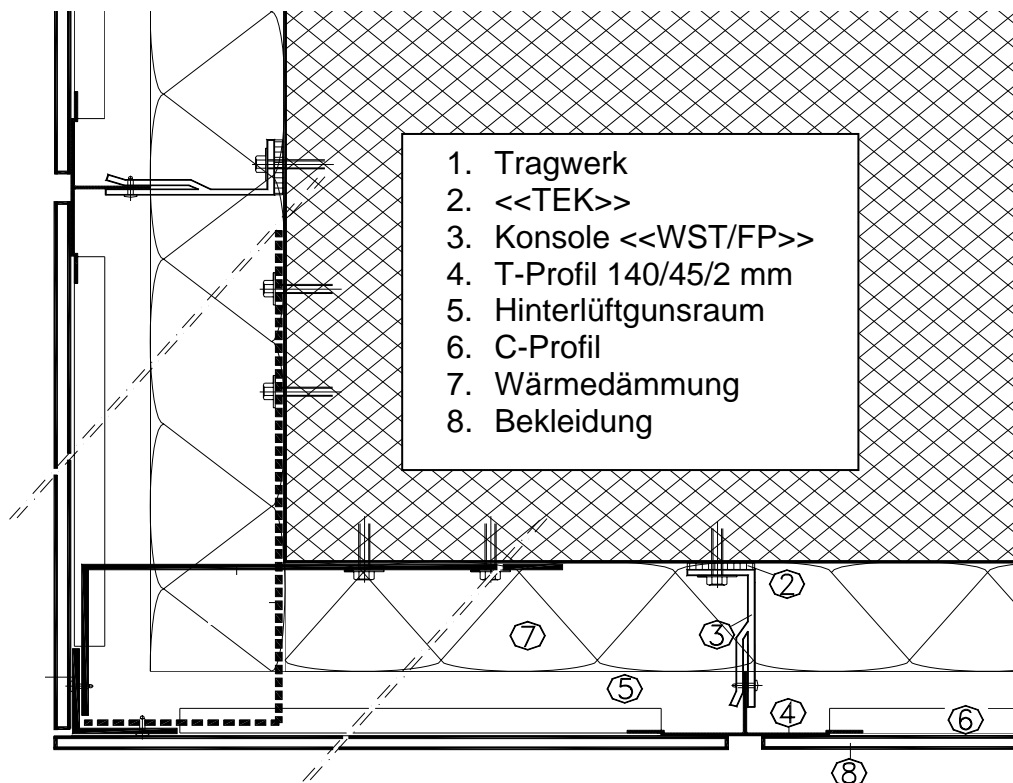 1. Tragwerk
2. <<TEK>>
3. Konsole <<WST/FP>>
4. T-Profil 140/45/2 mm
5. Hinterlüftgunsraum
6. C-Profil
7. Wärmedämmung
8. Bekleidung
2
3
7
5
4
6
8